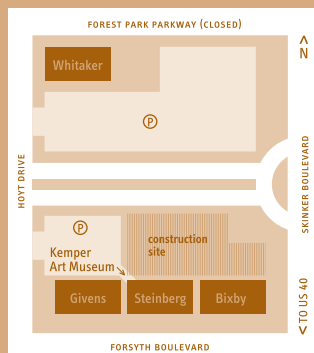 FOREST PARK PARKWAY (CLOSED)
< N
Whitaker
P
HOYT DRIVE
SKINKER BOULEVARD
P
construction
site
Kemper
Art Museum
< TO US 40
Givens
Steinberg
Bixby
FORSYTH BOULEVARD